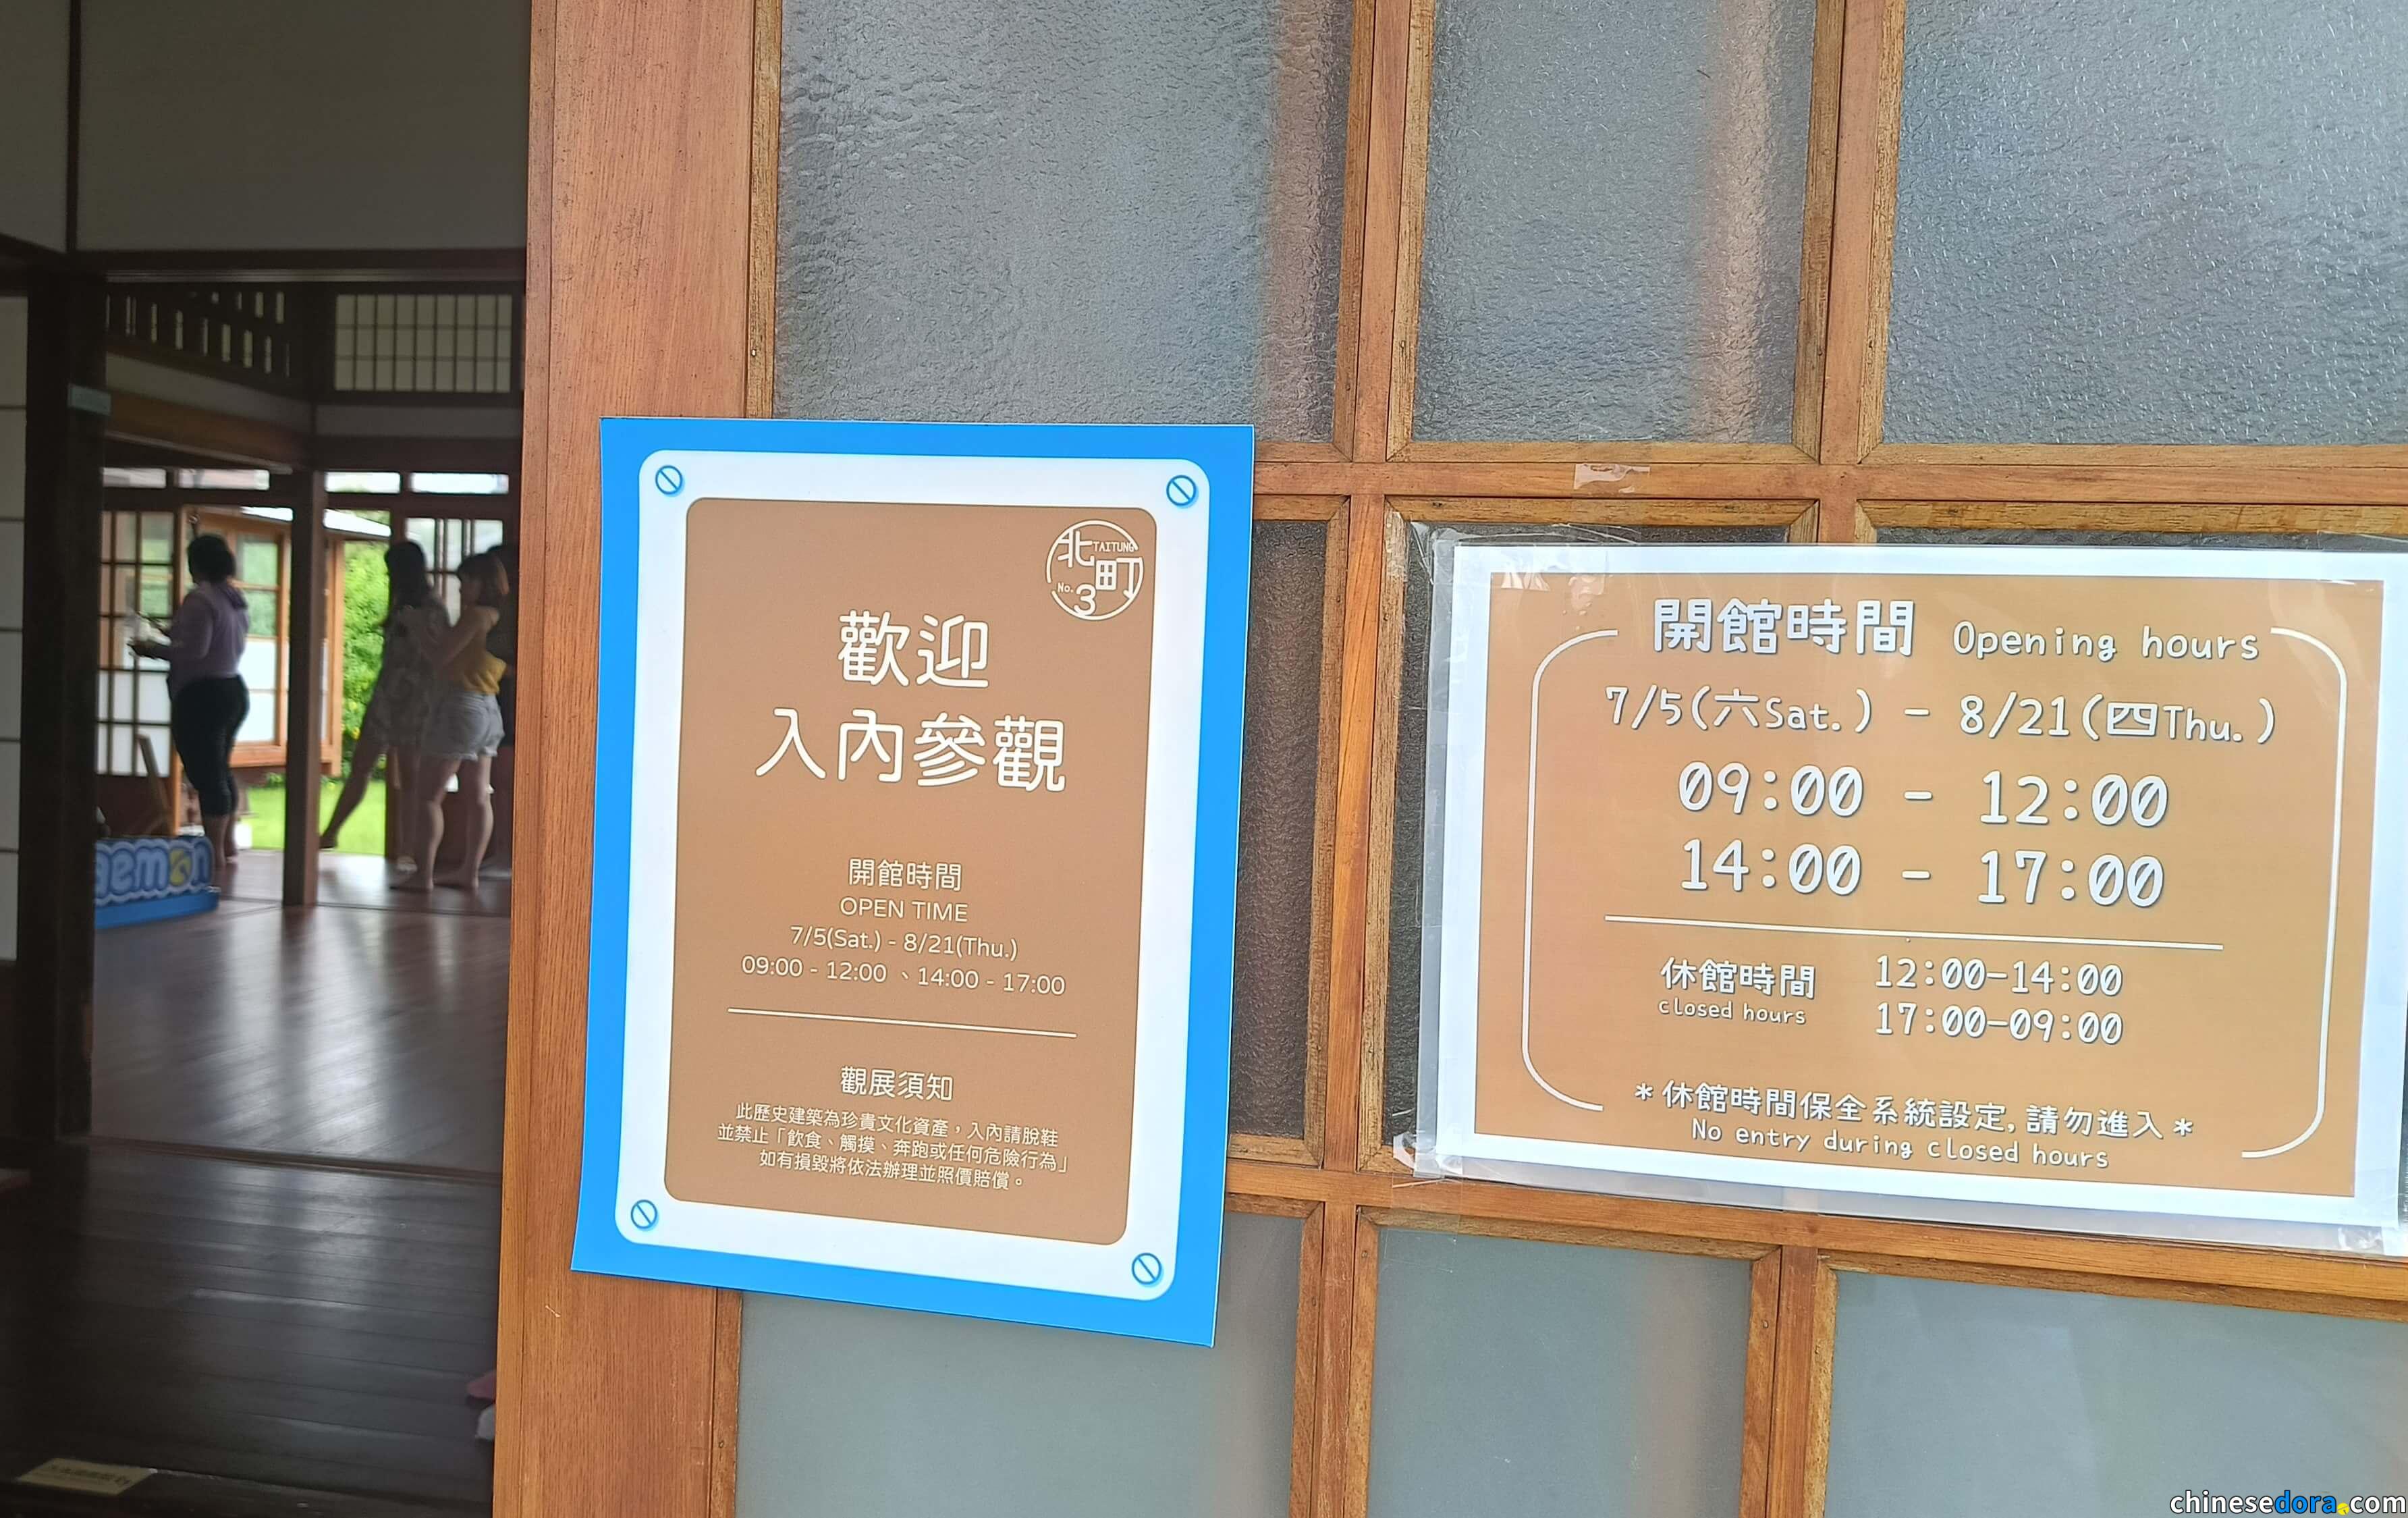 北町
TAITUNG
No.3
歡迎
入內參觀
開館時間
OPEN TIME
7/5(Sat.) - 8/21(Thu.)
09:00 - 12:00 、14:00 - 17:00
觀展須知
此歷史建築為珍貴文化資產，入內請脫鞋
並禁止「飲食、觸摸、奔跑或任何危險行為」
如有損毀將依法辦理並照價賠償。
開館時間 Opening hours
7/5(六Sat.) - 8/21(四Thu.)
09:00 - 12:00
14:00 - 17:00
休館時間 12:00-14:00
closed hours 17:00-09:00
*休館時間保全系統設定,請勿進入*
No entry during closed hours
aemon
chinesedora.com